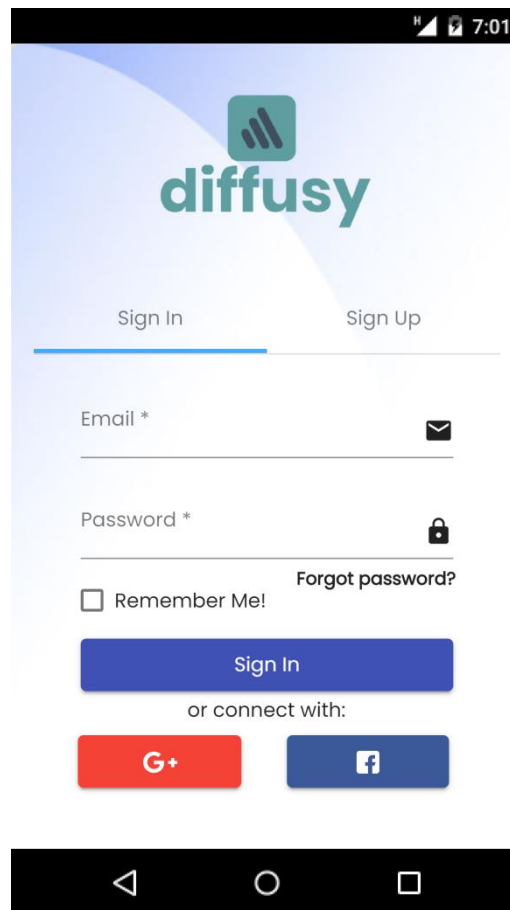 H 7:01
diffusy
Sign In Sign Up
Email *
Password *
Forgot password?
Remember Me!
Sign In
or connect with:
G+ f